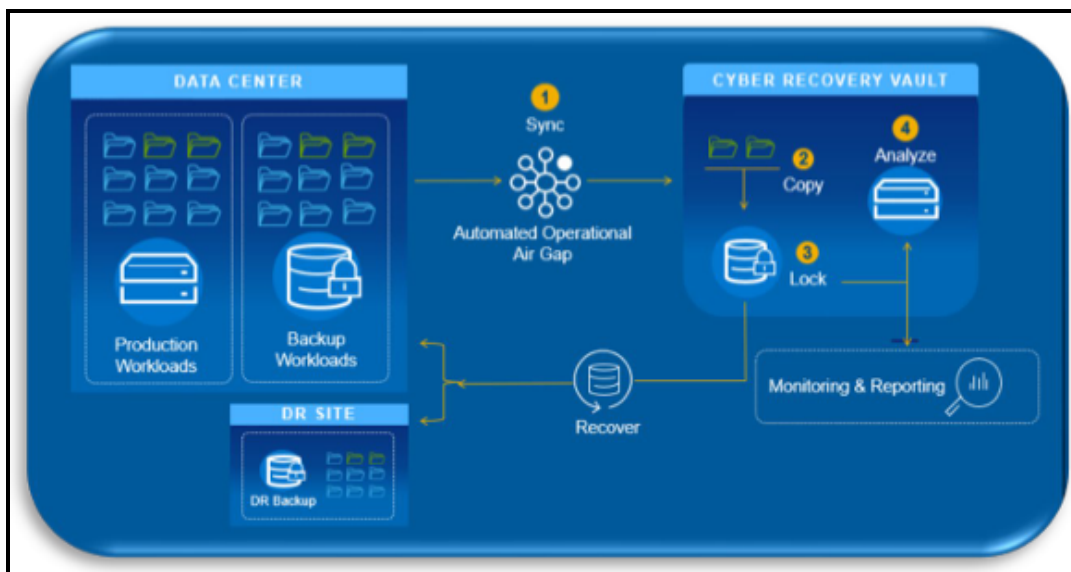 DATA CENTER
Production
Workloads
Backup
Workloads
1
Sync
Automated Operational
Air Gap
CYBER RECOVERY VAULT
2
Copy
3
Lock
4
Analyze
Monitoring & Reporting
Recover
DR SITE
DR Backup